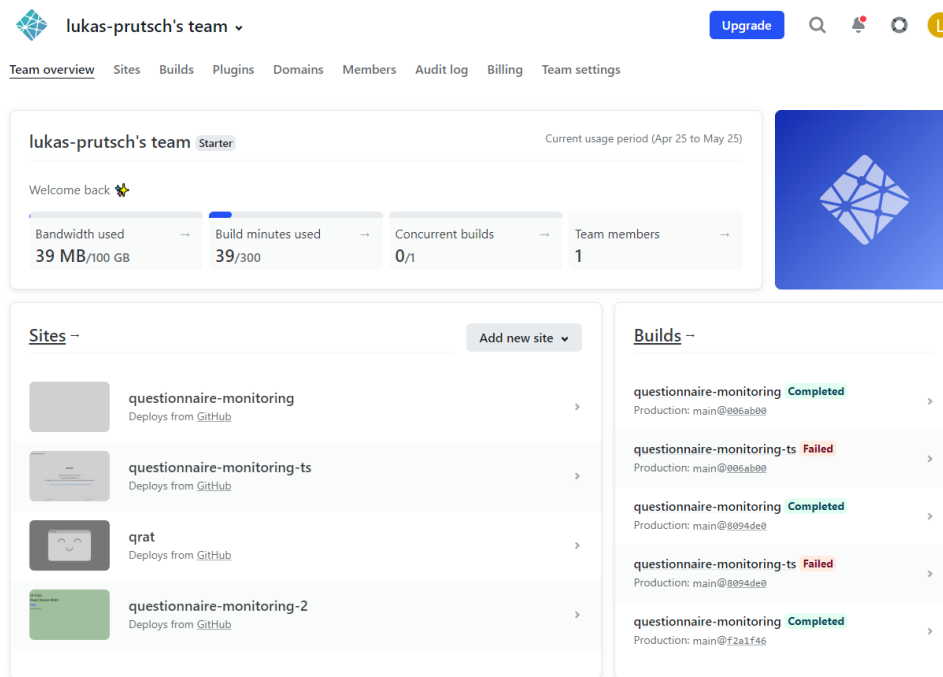 lukas-prutsch's team
Upgrade
L
Team overview Sites Builds Plugins Domains Members Audit log Billing Team settings
lukas-prutsch's team Starter
Current usage period (Apr 25 to May 25)
Welcome back
Bandwidth used →
39 MB/100 GB
Build minutes used →
39/300
Concurrent builds →
0/1
Team members →
1
Sites →
Add new site
questionnaire-monitoring
Deploys from GitHub
questionnaire-monitoring-ts
Deploys from GitHub
qrat
Deploys from GitHub
questionnaire-monitoring-2
Deploys from GitHub
Builds →
questionnaire-monitoring Completed
Production: main@006ab00
questionnaire-monitoring-ts Failed
Production: main@006ab00
questionnaire-monitoring Completed
Production: main@8094de0
questionnaire-monitoring-ts Failed
Production: main@8094de0
questionnaire-monitoring Completed
Production: main@f2a1f46